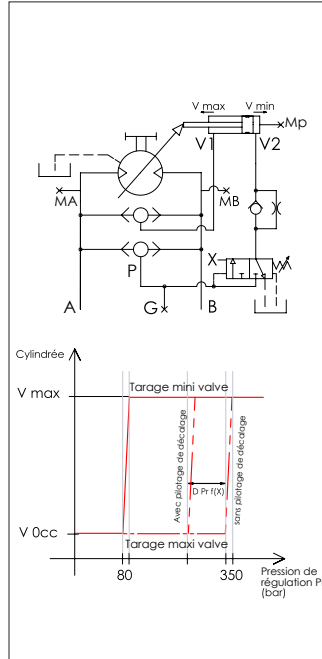 V max
V min
Mp
V1
V2
MA
MB
X
P
A
G
B
Cylindrée
Tarage mini valve
V max
Avec pilotage de décalage
D Pr f(X)
sans pilotage de décalage
V 0cc
Tarage maxi valve
80
350
Pression de
régulation P
(bar)